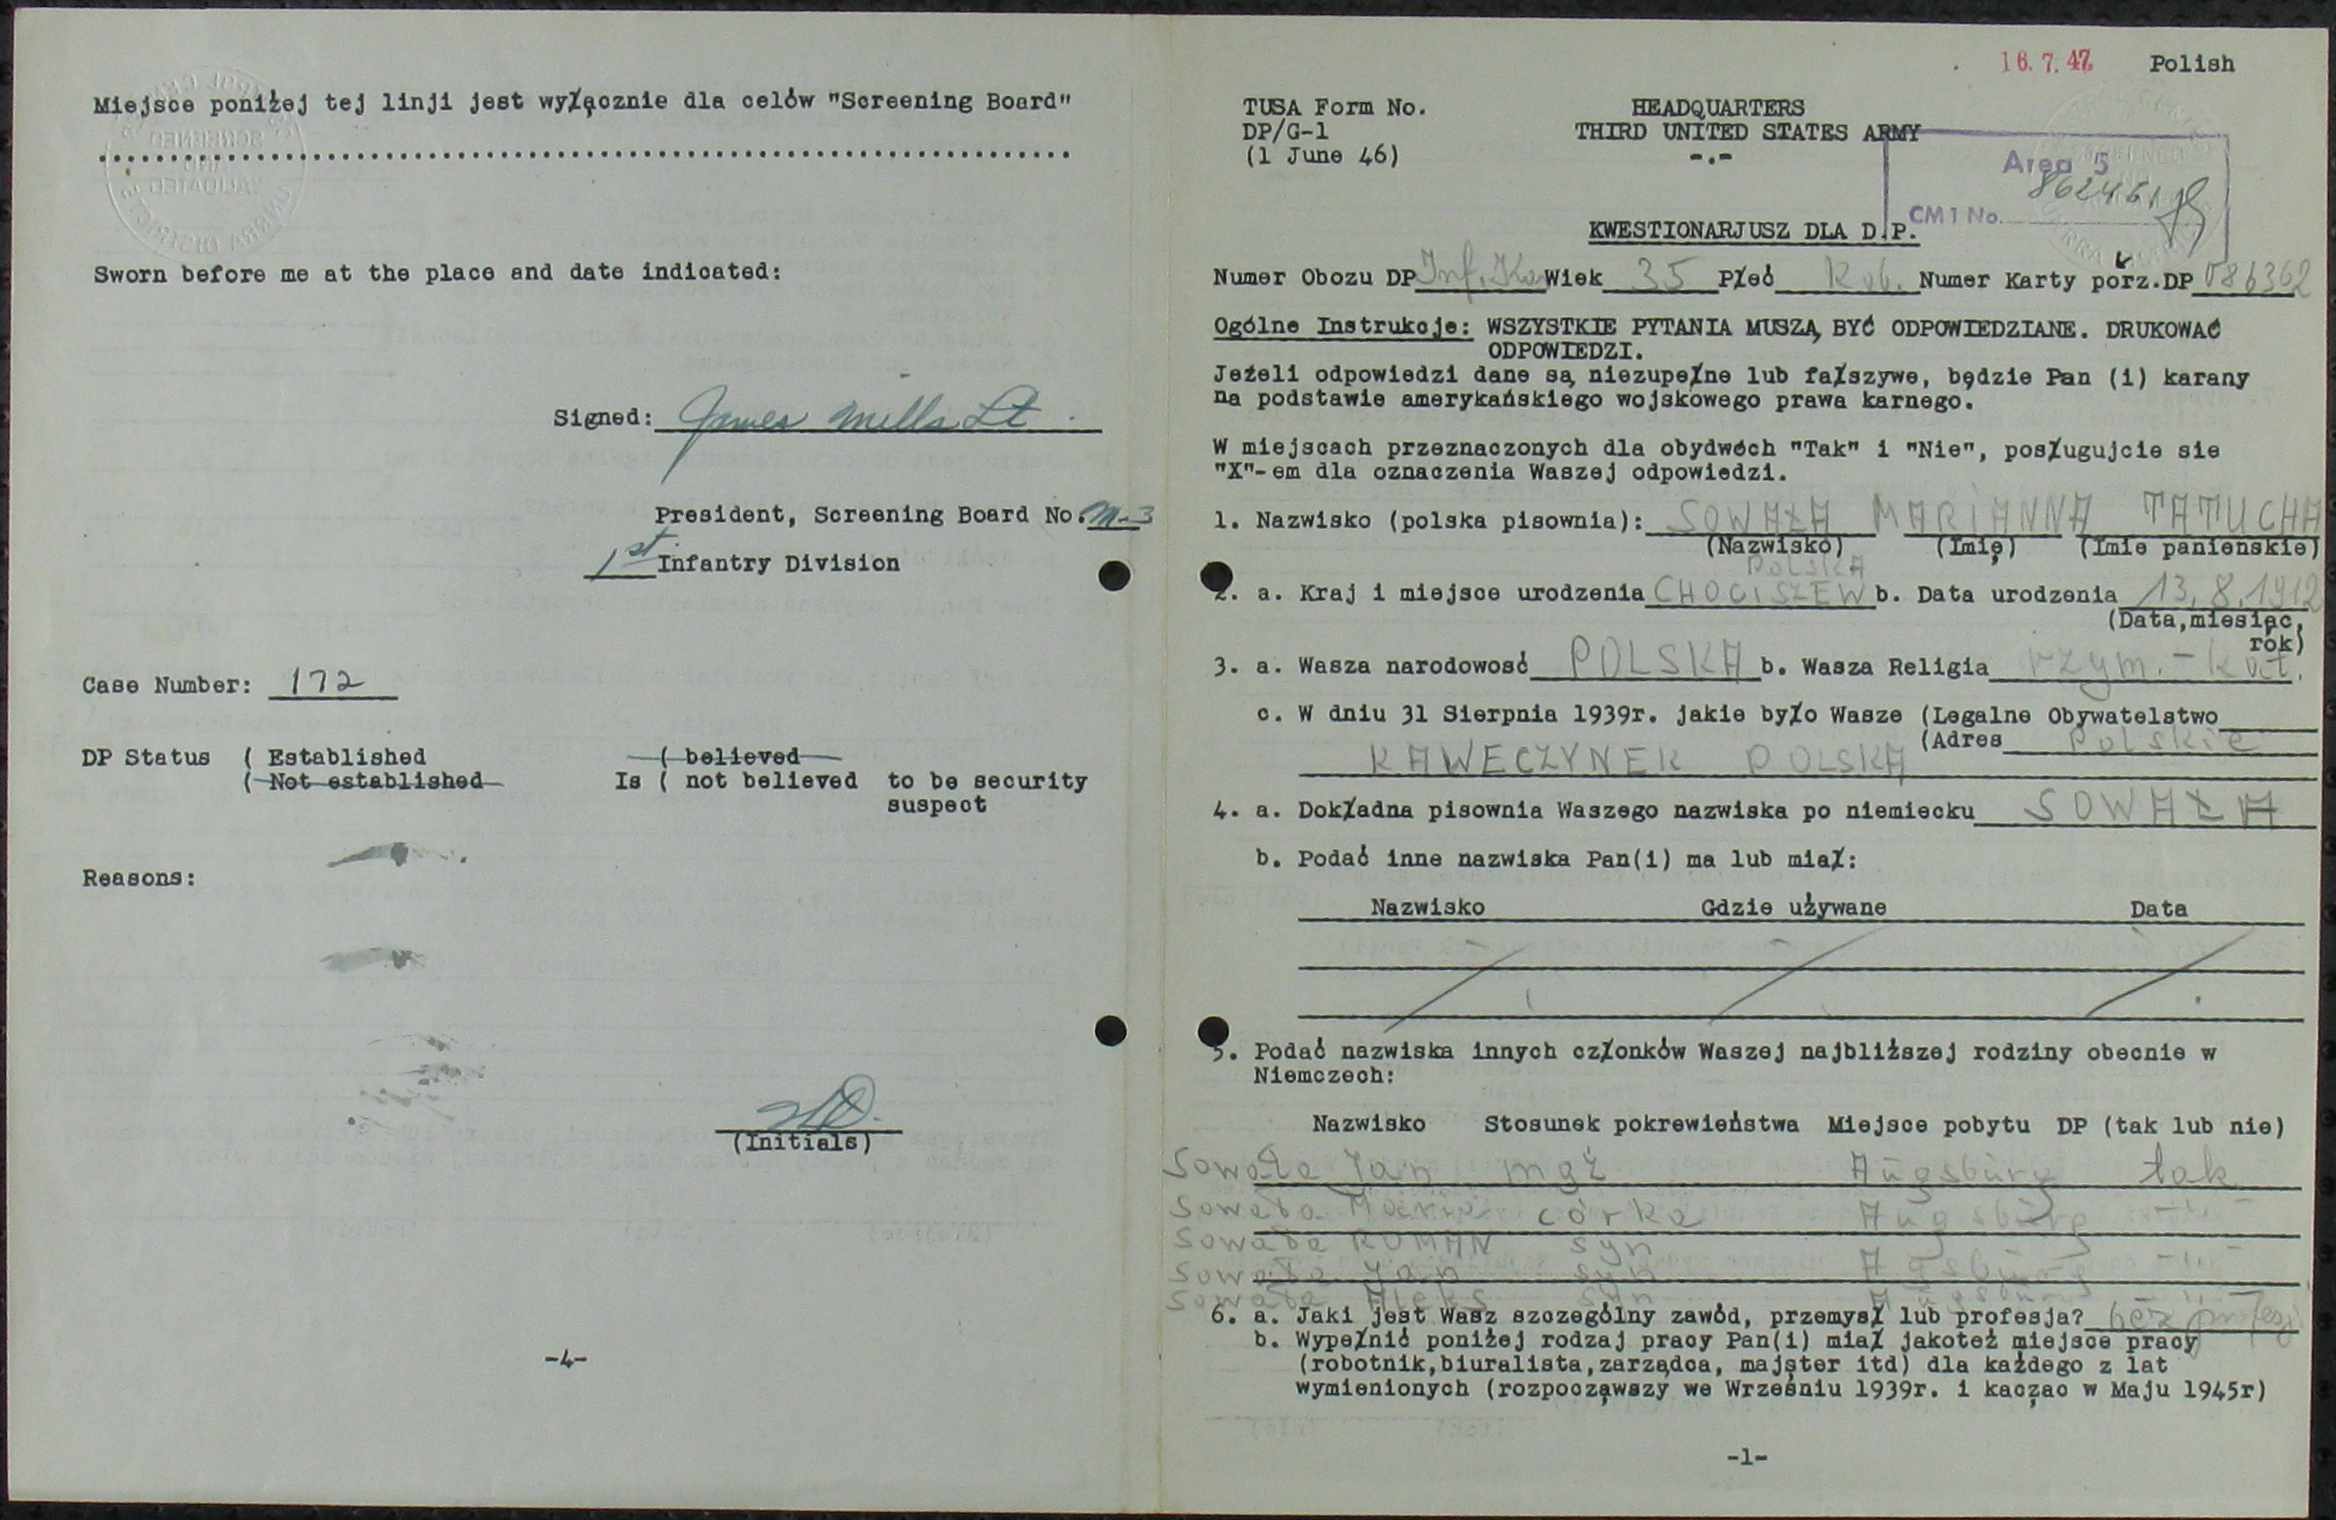 Miejsce poniżej tej linji jest wyłącznie dla celów "Screening Board"
Sworn before me at the place and date indicated:
Signed: James Mills Lt
President, Screening Board No. M-3
1st Infantry Division
Case Number: 172
DP Status ( Established ( believed
( Not established Is ( not believed to be security
suspect
Reasons:
(Initials)
-4-
16.7.47 Polish
TUSA Form No. HEADQUARTERS
DP/G-1 THIRD UNITED STATES ARMY
(1 June 46) -.-
Area 5
862461
CM1 No.
KWESTIONARJUSZ DLA D.P.
Numer Obozu DP Inf. Wiek 35 Płeć Kob. Numer Karty porz.DP 086362
Ogólne Instrukcje: WSZYSTKIE PYTANIA MUSZĄ BYĆ ODPOWIEDZIANE. DRUKOWAĆ
ODPOWIEDZI.
Jeżeli odpowiedzi dane są niezupełne lub fałszywe, będzie Pan (i) karany
na podstawie amerykańskiego wojskowego prawa karnego.
W miejscach przeznaczonych dla obydwóch "Tak" i "Nie", posługujcie sie
"X"-em dla oznaczenia Waszej odpowiedzi.
1. Nazwisko (polska pisownia): SOWAŁA MARIANNA TATUCHA
(Nazwisko) (Imię) (Imie panienskie)
POLSKA
2. a. Kraj i miejsce urodzenia CHOCISZEW b. Data urodzenia 13.8.1912
(Data,miesiąc,
rok)
3. a. Wasza narodowosć POLSKA b. Wasza Religia rzym.-kat.
c. W dniu 31 Sierpnia 1939r. jakie było Wasze (Legalne Obywatelstwo
(Adres Polskie
KAWECZYNEK POLSKA
4. a. Dokładna pisownia Waszego nazwiska po niemiecku SOWAŁA
b. Podać inne nazwiska Pan(i) ma lub miał:
Nazwisko Gdzie używane Data
5. Podać nazwiska innych członków Waszej najbliższej rodziny obecnie w
Niemczech:
Nazwisko Stosunek pokrewieństwa Miejsce pobytu DP (tak lub nie)
Sowała Jan mąż Augsburg tak
Sowała Maria córka Augsburg -"-
Sowała ROMAN syn
Sowała Jan syn Agsburg -"-
Sowała Aleks syn Augsburg -"-
6. a. Jaki jest Wasz szczególny zawód, przemysł lub profesja? bez profesji
b. Wypełnić poniżej rodzaj pracy Pan(i) miał jakoteż miejsce pracy
(robotnik,biuralista,zarządca, majster itd) dla każdego z lat
wymienionych (rozpocząwszy we Wrześniu 1939r. i kacząc w Maju 1945r)
-1-